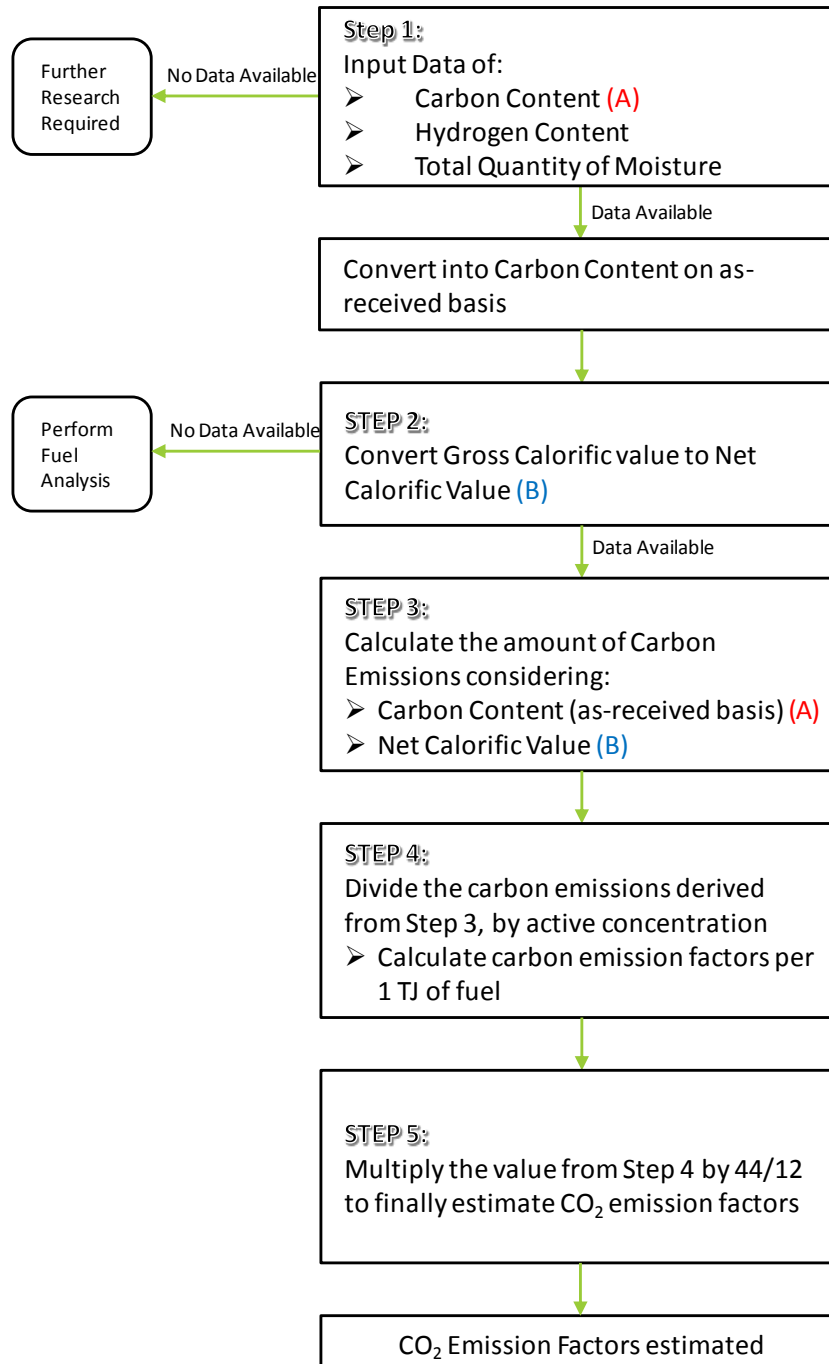 Step 1:
Input Data of:
➤ Carbon Content (A)
➤ Hydrogen Content
➤ Total Quantity of Moisture
No Data Available
Further
Research
Required
Data Available
Convert into Carbon Content on as-
received basis
STEP 2:
Convert Gross Calorific value to Net
Calorific Value (B)
No Data Available
Perform
Fuel
Analysis
Data Available
STEP 3:
Calculate the amount of Carbon
Emissions considering:
➤ Carbon Content (as-received basis) (A)
➤ Net Calorific Value (B)
STEP 4:
Divide the carbon emissions derived
from Step 3, by active concentration
➤ Calculate carbon emission factors per
1 TJ of fuel
STEP 5:
Multiply the value from Step 4 by 44/12
to finally estimate CO₂ emission factors
CO₂ Emission Factors estimated